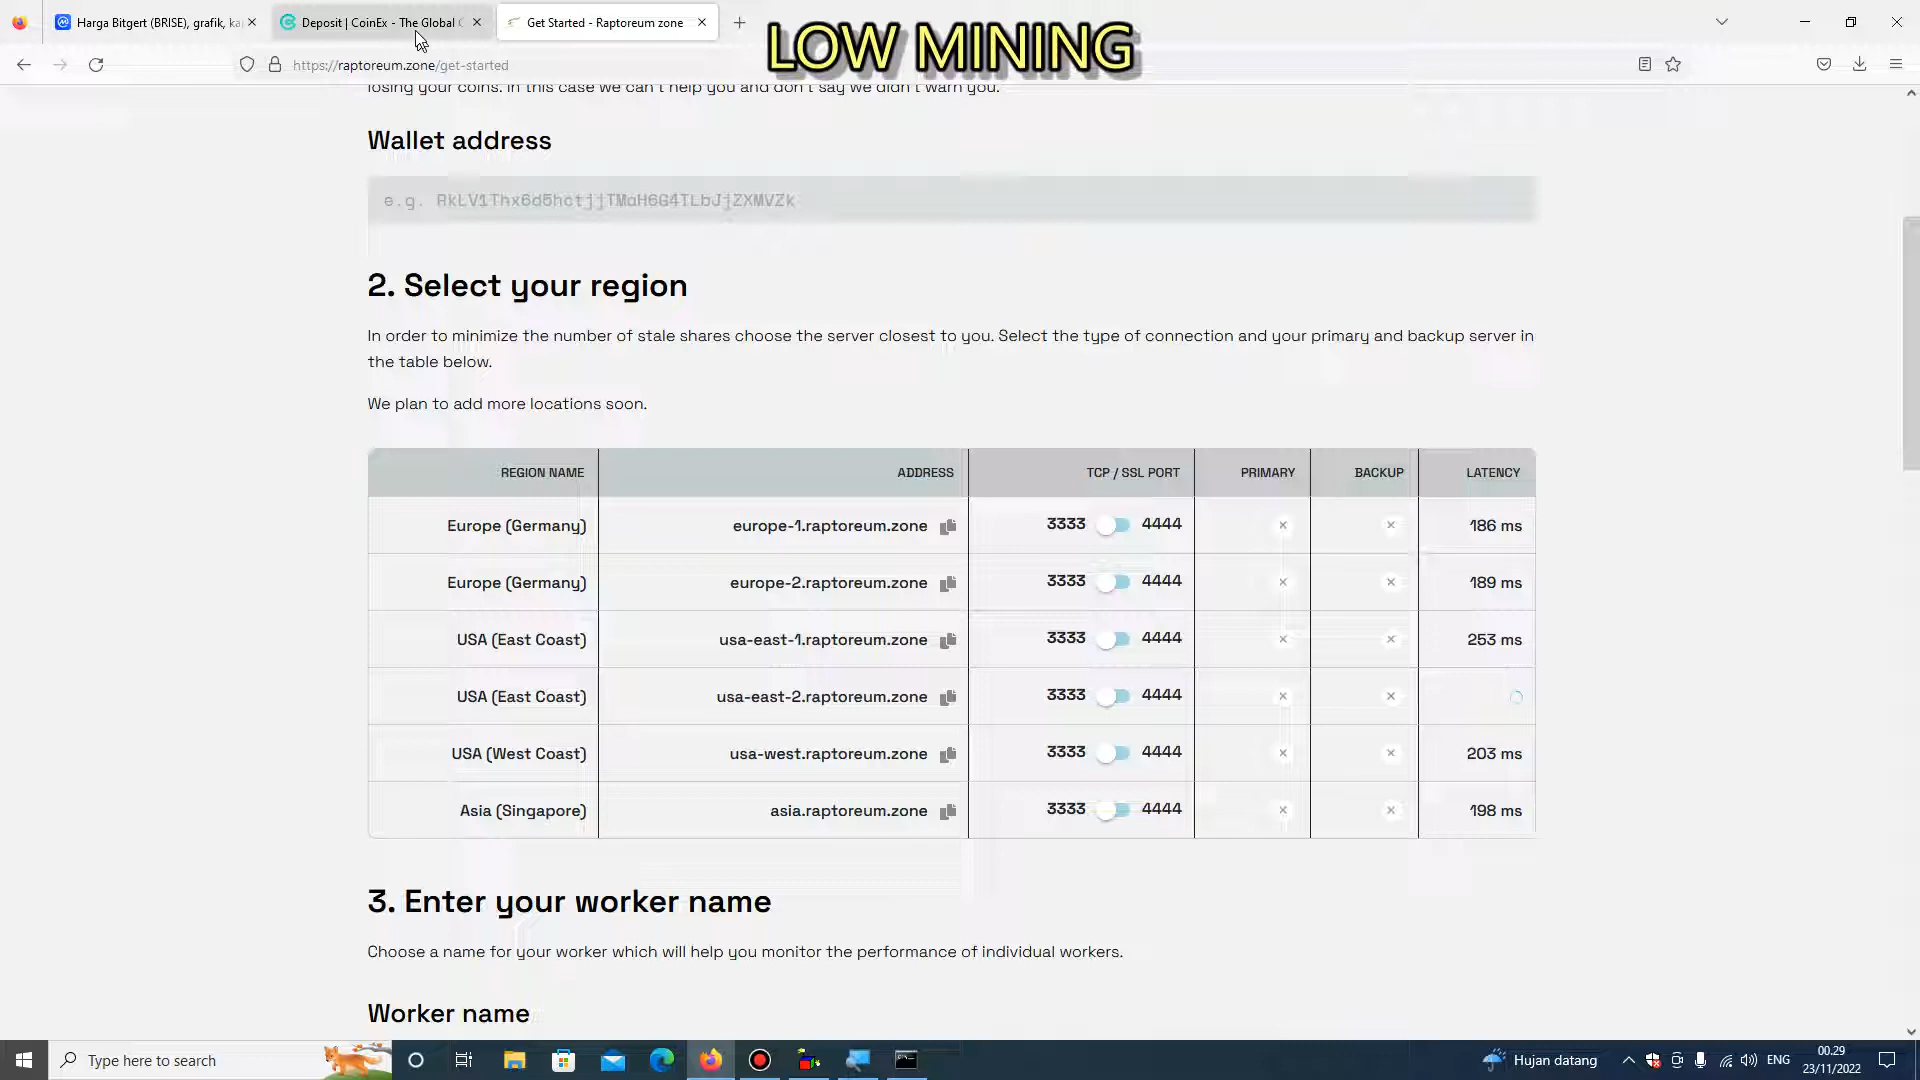 Harga Bitgert (BRISE), grafik, ka
Deposit | CoinEx - The Global
Get Started - Raptoreum zone
LOW MINING
https://raptoreum.zone/get-started
losing your coins. In this case we can't help you and don't say we didn't warn you.
Wallet address
e.g. RkLV1Thx6d5hctjjTMaH6G4TLbJjZXMVZk
2. Select your region
In order to minimize the number of stale shares choose the server closest to you. Select the type of connection and your primary and backup server in
the table below.
We plan to add more locations soon.
REGION NAME ADDRESS TCP / SSL PORT PRIMARY BACKUP LATENCY
Europe (Germany) europe-1.raptoreum.zone 3333 4444 186 ms
Europe (Germany) europe-2.raptoreum.zone 3333 4444 189 ms
USA (East Coast) usa-east-1.raptoreum.zone 3333 4444 253 ms
USA (East Coast) usa-east-2.raptoreum.zone 3333 4444
USA (West Coast) usa-west.raptoreum.zone 3333 4444 203 ms
Asia (Singapore) asia.raptoreum.zone 3333 4444 198 ms
3. Enter your worker name
Choose a name for your worker which will help you monitor the performance of individual workers.
Worker name
Type here to search
Hujan datang
ENG
00.29
23/11/2022